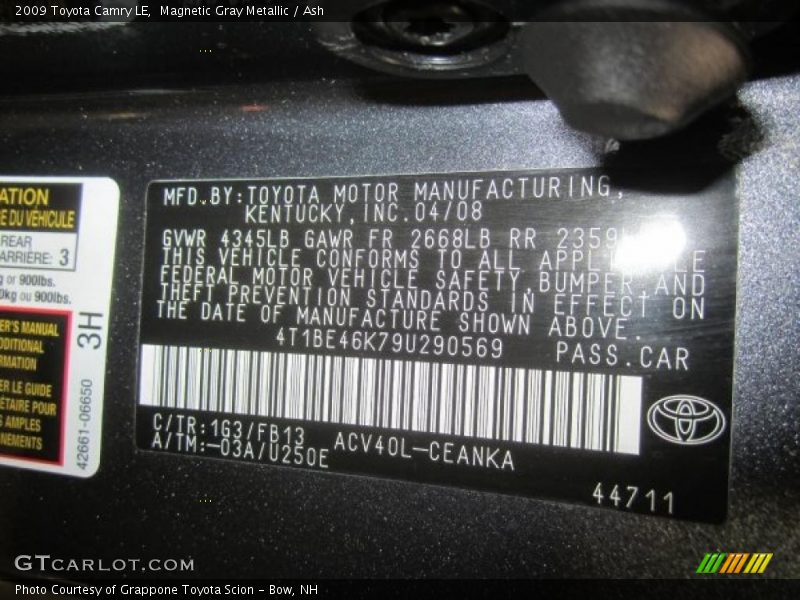 2009 Toyota Camry LE, Magnetic Gray Metallic / Ash
ATION
RE DU VÉHICULE
REAR
ARRIÈRE: 3
g or 900lbs.
0kg ou 900lbs.
ER'S MANUAL
DDITIONAL
RMATION
ER LE GUIDE
ÉTAIRE POUR
S AMPLES
NEMENTS
3H
42661-06650
MFD.BY:TOYOTA MOTOR MANUFACTURING,
KENTUCKY,INC.04/08
GVWR 4345LB GAWR FR 2668LB RR 2359
THIS VEHICLE CONFORMS TO ALL
FEDERAL MOTOR VEHICLE SAFETY,BUMPER,AND
THEFT PREVENTION STANDARDS IN EFFECT ON
THE DATE OF MANUFACTURE SHOWN ABOVE.
4T1BE46K79U290569 PASS.CAR
C/TR:1G3/FB13
A/TM:-03A/U250E
ACV40L-CEANKA
44711
GTCARLOT.COM
Photo Courtesy of Grappone Toyota Scion - Bow, NH